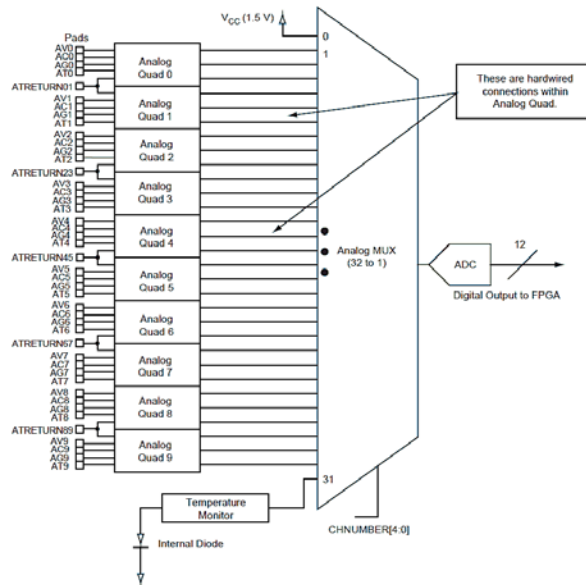 VCC (1.5 V)
Pads
0
1
AV0
AC0
AG0
AT0
Analog
Quad 0
ATRETURN01
AV1
AC1
AG1
AT1
Analog
Quad 1
These are hardwired
connections within
Analog Quad.
AV2
AC2
AG2
AT2
Analog
Quad 2
ATRETURN23
AV3
AC3
AG3
AT3
Analog
Quad 3
AV4
AC4
AG4
AT4
Analog
Quad 4
ATRETURN45
AV5
AC5
AG5
AT5
Analog
Quad 5
Analog MUX
(32 to 1)
ADC
12
Digital Output to FPGA
AV6
AC6
AG6
AT6
Analog
Quad 6
ATRETURN67
AV7
AC7
AG7
AT7
Analog
Quad 7
AV8
AC8
AG8
AT8
Analog
Quad 8
ATRETURN89
AV9
AC9
AG9
AT9
Analog
Quad 9
31
Temperature
Monitor
Internal Diode
CHNUMBER[4:0]